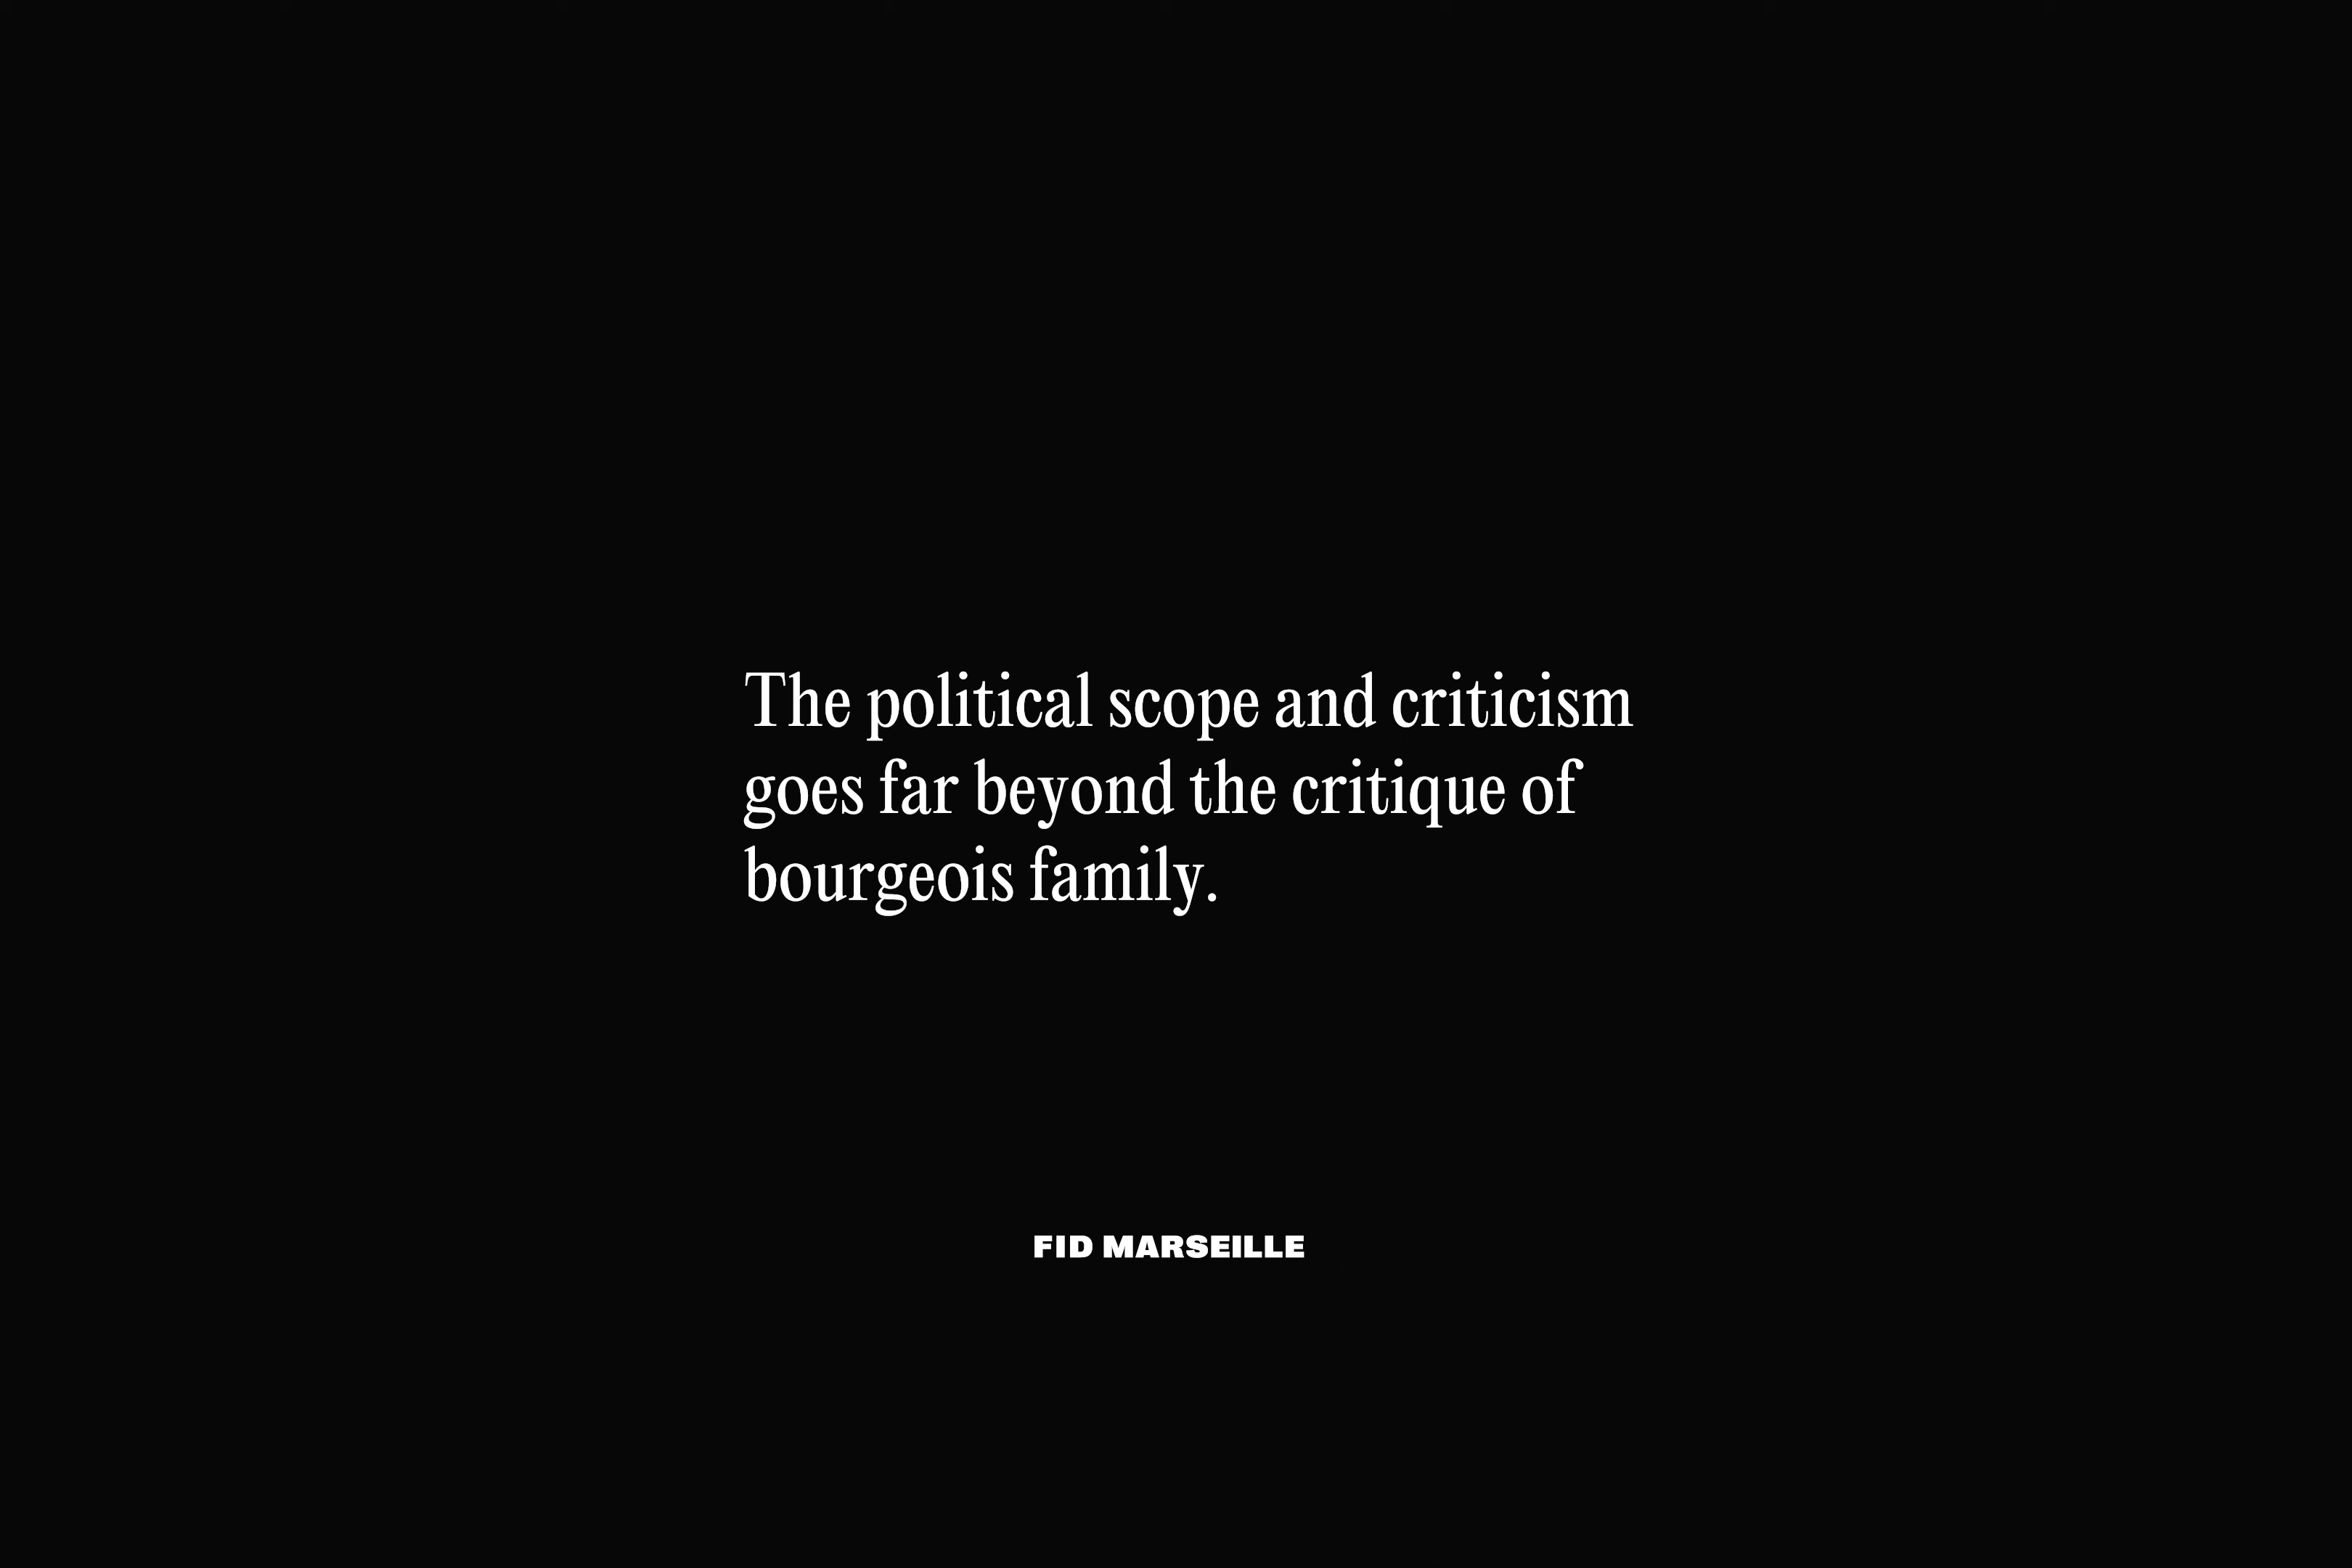 The political scope and criticism
goes far beyond the critique of
bourgeois family.
FID MARSEILLE